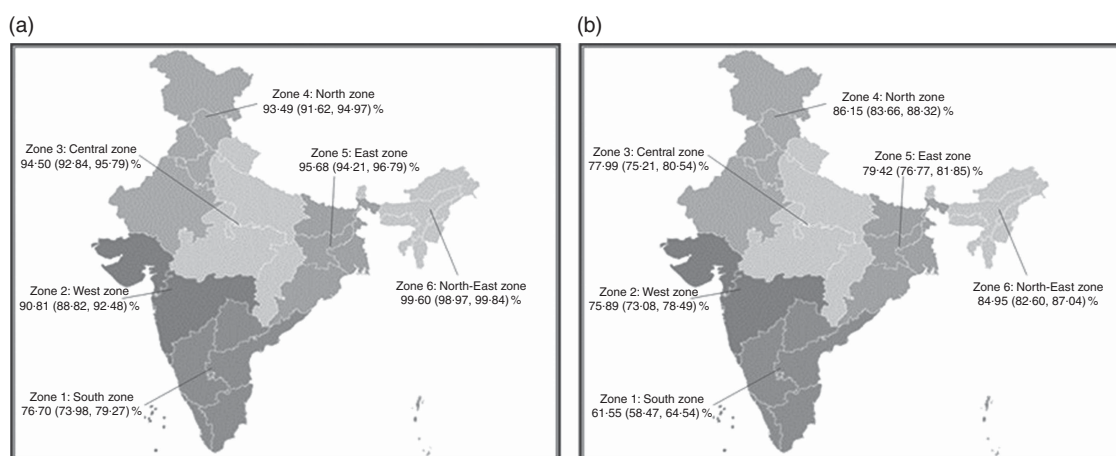 (a)
Zone 4: North zone
93·49 (91·62, 94·97) %
Zone 3: Central zone
94·50 (92·84, 95·79) %
Zone 5: East zone
95·68 (94·21, 96·79) %
Zone 2: West zone
90·81 (88·82, 92·48) %
Zone 6: North-East zone
99·60 (98·97, 99·84) %
Zone 1: South zone
76·70 (73·98, 79·27) %
(b)
Zone 4: North zone
86·15 (83·66, 88·32) %
Zone 3: Central zone
77·99 (75·21, 80·54) %
Zone 5: East zone
79·42 (76·77, 81·85) %
Zone 2: West zone
75·89 (73·08, 78·49) %
Zone 6: North-East zone
84·95 (82·60, 87·04) %
Zone 1: South zone
61·55 (58·47, 64·54) %